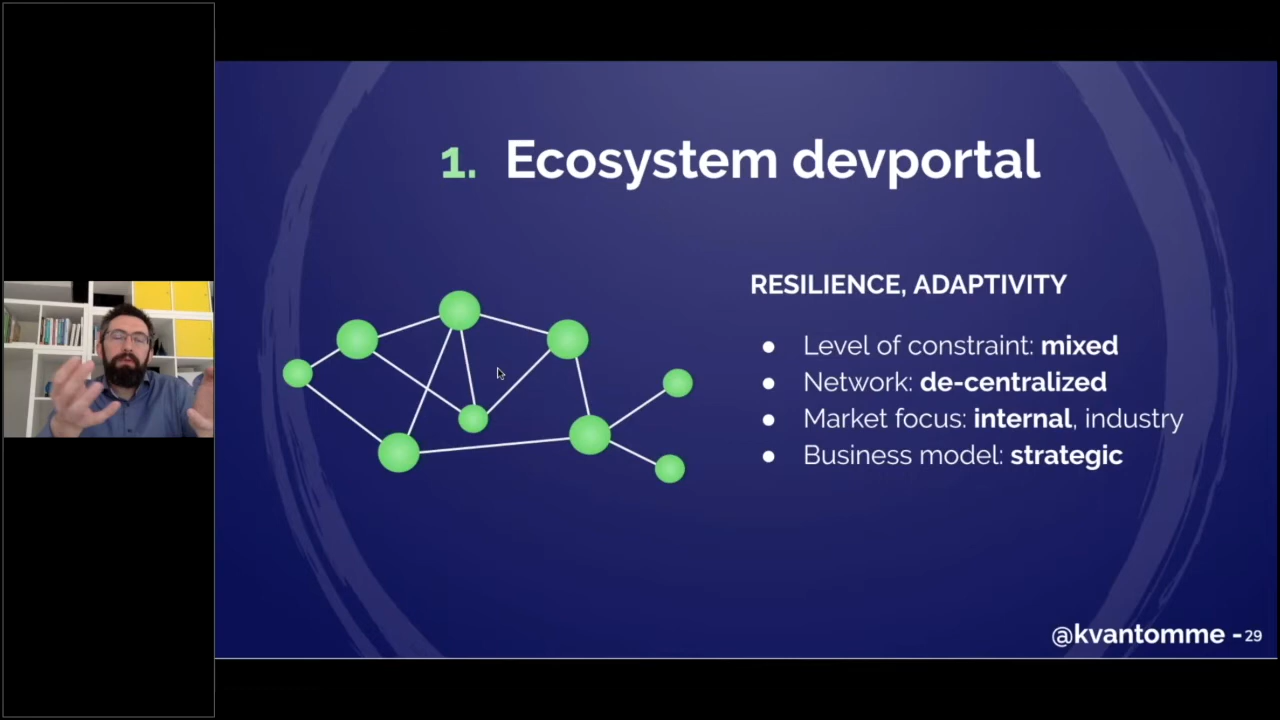 1. Ecosystem devportal
RESILIENCE, ADAPTIVITY
● Level of constraint: mixed
● Network: de-centralized
● Market focus: internal, industry
● Business model: strategic
@kvantomme - 29